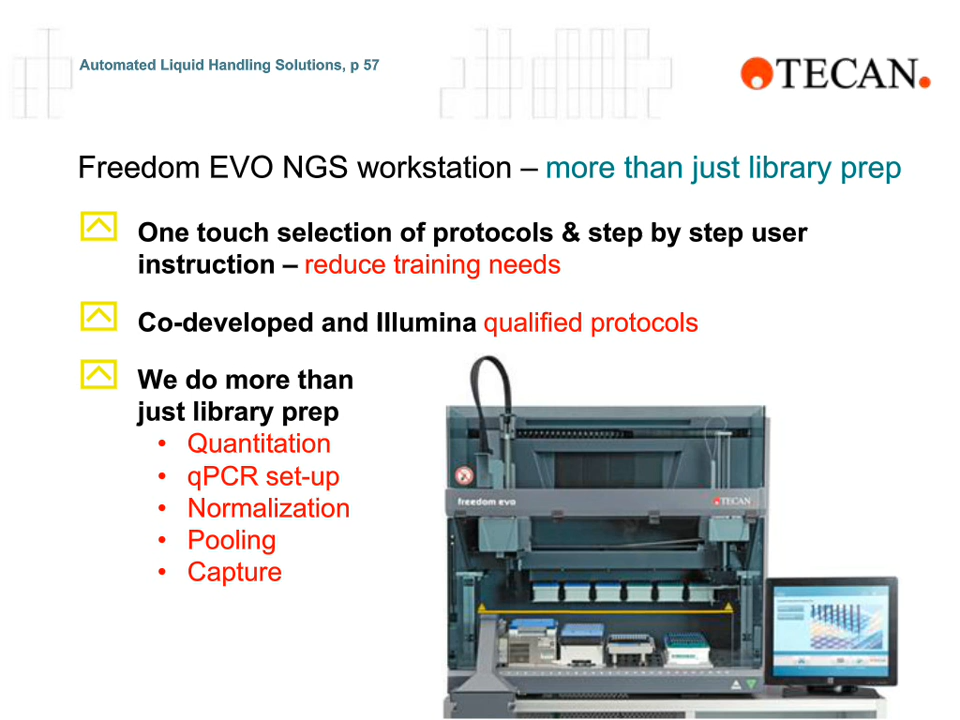 Automated Liquid Handling Solutions, p 57
TECAN.
Freedom EVO NGS workstation – more than just library prep
One touch selection of protocols & step by step user
instruction – reduce training needs
Co-developed and Illumina qualified protocols
We do more than
just library prep
• Quantitation
• qPCR set-up
• Normalization
• Pooling
• Capture
freedom evo
TECAN